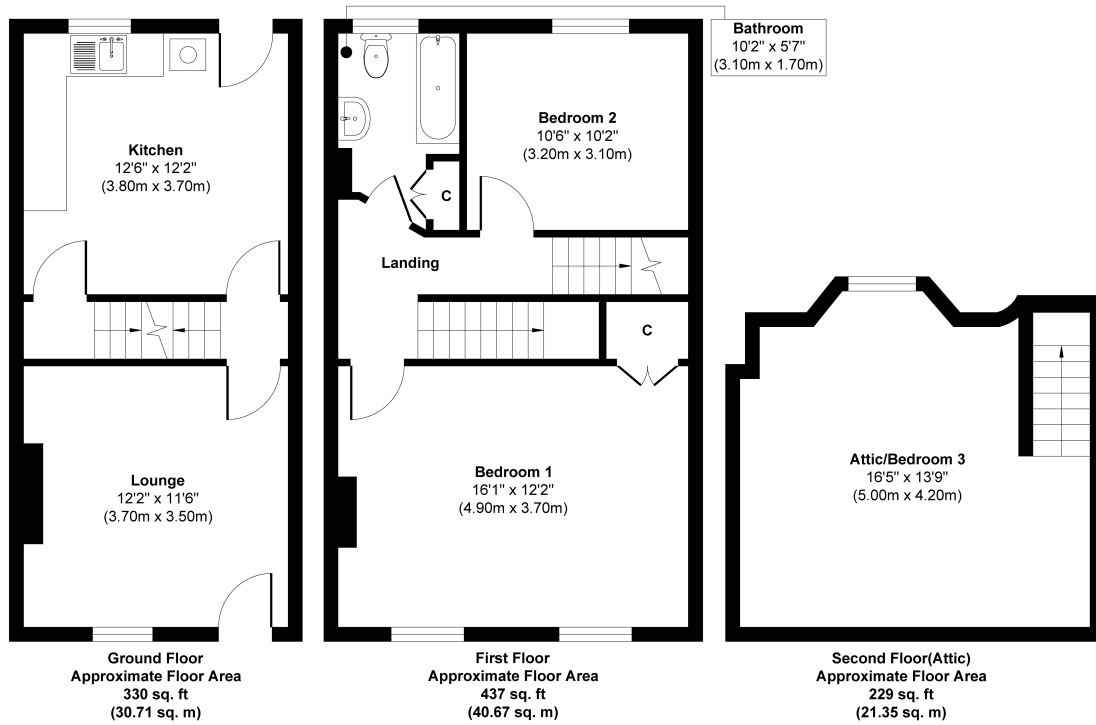 Kitchen
12'6" x 12'2"
(3.80m x 3.70m)
Lounge
12'2" x 11'6"
(3.70m x 3.50m)
Ground Floor
Approximate Floor Area
330 sq. ft
(30.71 sq. m)
Bathroom
10'2" x 5'7"
(3.10m x 1.70m)
Bedroom 2
10'6" x 10'2"
(3.20m x 3.10m)
C
Landing
C
Bedroom 1
16'1" x 12'2"
(4.90m x 3.70m)
First Floor
Approximate Floor Area
437 sq. ft
(40.67 sq. m)
Attic/Bedroom 3
16'5" x 13'9"
(5.00m x 4.20m)
Second Floor(Attic)
Approximate Floor Area
229 sq. ft
(21.35 sq. m)